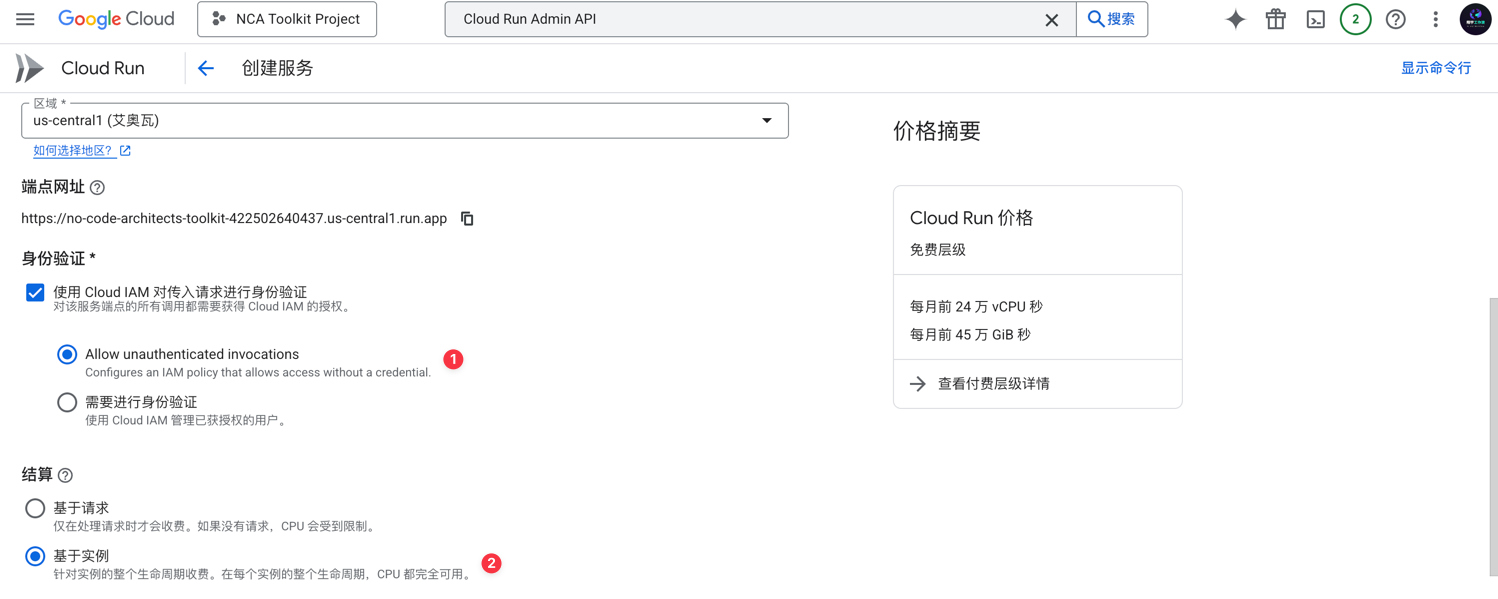 Google Cloud
NCA Toolkit Project
Cloud Run Admin API
搜索
2
Cloud Run
创建服务
显示命令行
区域 *
us-central1 (艾奥瓦)
如何选择地区?
端点网址
https://no-code-architects-toolkit-422502640437.us-central1.run.app
身份验证 *
使用 Cloud IAM 对传入请求进行身份验证
对该服务端点的所有调用都需要获得 Cloud IAM 的授权。
Allow unauthenticated invocations
1
Configures an IAM policy that allows access without a credential.
需要进行身份验证
使用 Cloud IAM 管理已获授权的用户。
结算
基于请求
仅在处理请求时才会收费。如果没有请求，CPU 会受到限制。
基于实例
2
针对实例的整个生命周期收费。在每个实例的整个生命周期，CPU 都完全可用。
价格摘要
Cloud Run 价格
免费层级
每月前 24 万 vCPU 秒
每月前 45 万 GiB 秒
查看付费层级详情